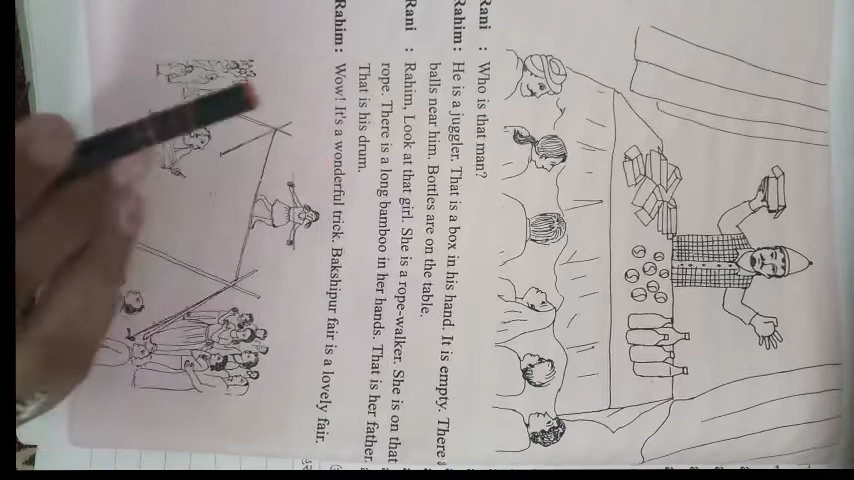 Rani : Who is that man?
Rahim : He is a juggler. That is a box in his hand. It is empty. There
balls near him. Bottles are on the table.
Rani : Rahim, Look at that girl. She is a rope-walker. She is on that
rope. There is a long bamboo in her hands. That is her father.
That is his drum.
Rahim : Wow! It's a wonderful trick. Bakshipur fair is a lovely fair.